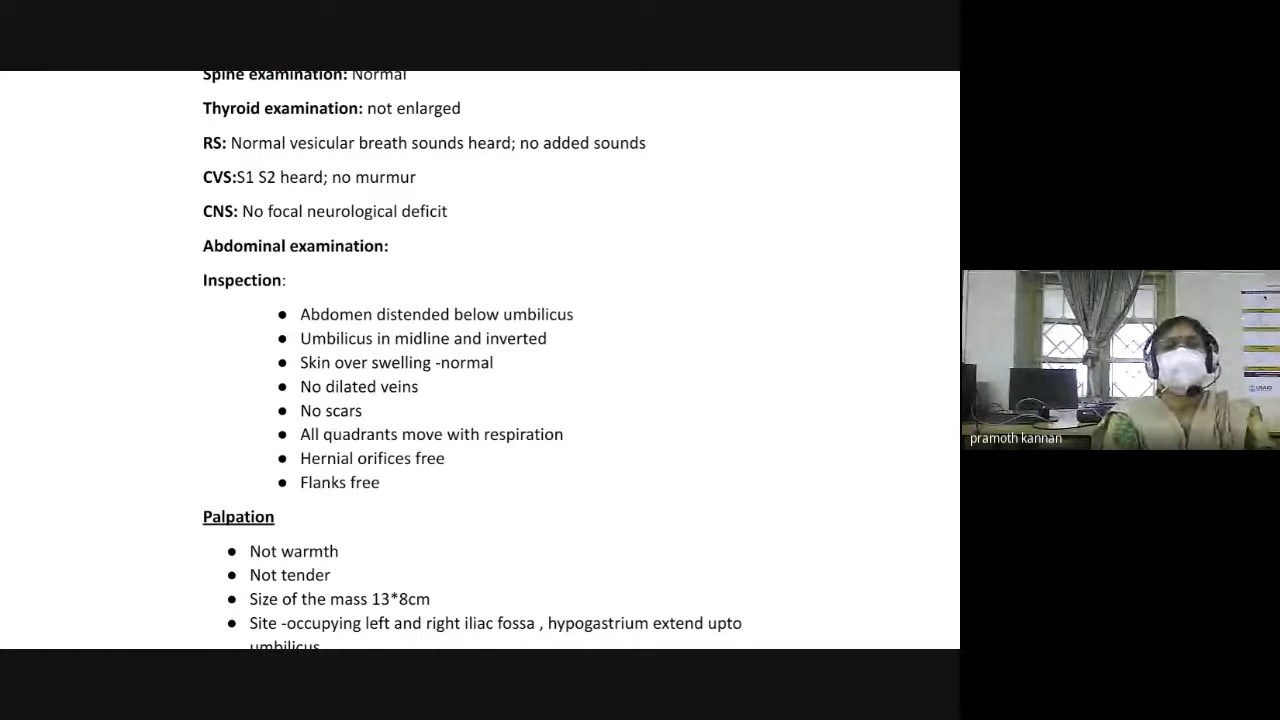 Spine examination: Normal
Thyroid examination: not enlarged
RS: Normal vesicular breath sounds heard; no added sounds
CVS:S1 S2 heard; no murmur
CNS: No focal neurological deficit
Abdominal examination:
Inspection:
● Abdomen distended below umbilicus
● Umbilicus in midline and inverted
● Skin over swelling -normal
● No dilated veins
● No scars
● All quadrants move with respiration
● Hernial orifices free
● Flanks free
Palpation
● Not warmth
● Not tender
● Size of the mass 13*8cm
● Site -occupying left and right iliac fossa , hypogastrium extend upto
umbilicus
pramoth kannan
USAID